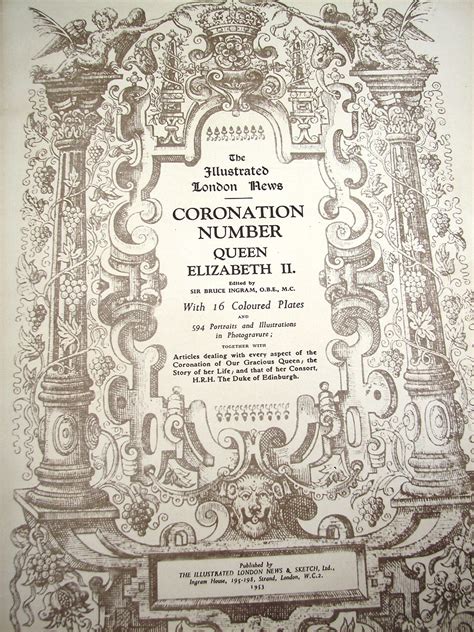 The
Illustrated
London News
CORONATION
NUMBER
QUEEN
ELIZABETH II.
Edited by
SIR BRUCE INGRAM, O.B.E., M.C.
With 16 Coloured Plates
AND
594 Portraits and Illustrations
in Photogravure;
TOGETHER WITH
Articles dealing with every aspect of the
Coronation of Our Gracious Queen; the
Story of her Life; and that of her Consort,
H.R.H. The Duke of Edinburgh.
Published by
THE ILLUSTRATED LONDON NEWS & SKETCH, Ltd.,
Ingram House, 195-198, Strand, London, W.C.2.
1953